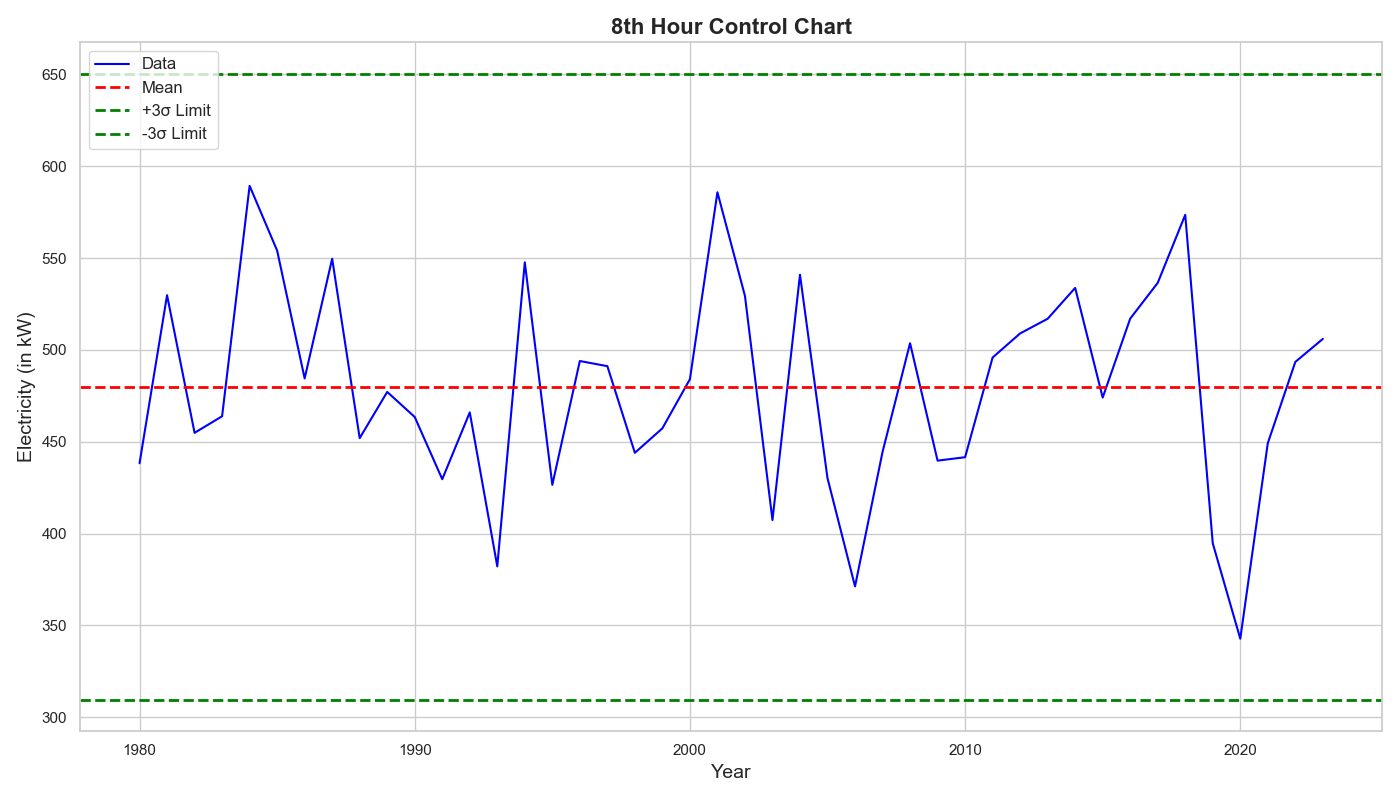 8th Hour Control Chart
Data
Mean
+3σ Limit
-3σ Limit
Electricity (in kW)
650
600
550
500
450
400
350
300
1980
1990
2000
2010
2020
Year